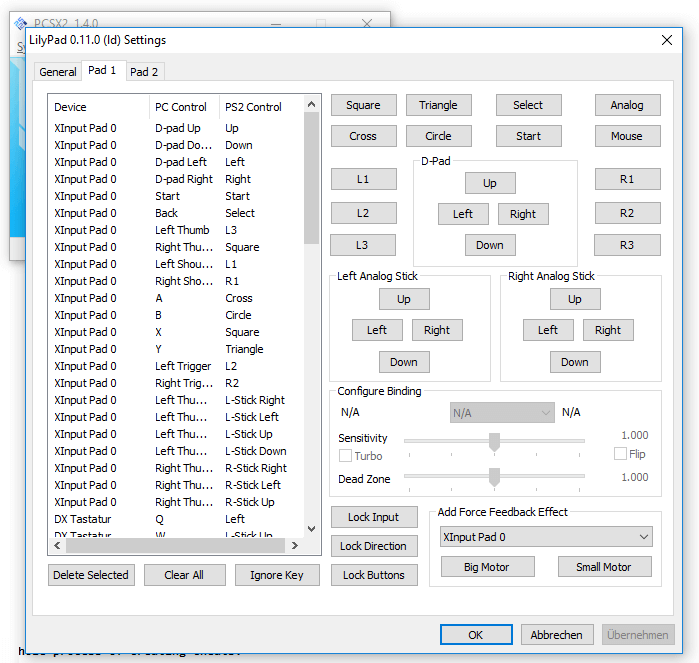 PCSX2 1.4.0
LilyPad 0.11.0 (ld) Settings
General Pad 1 Pad 2
Device PC Control PS2 Control
XInput Pad 0 D-pad Up Up
XInput Pad 0 D-pad Do... Down
XInput Pad 0 D-pad Left Left
XInput Pad 0 D-pad Right Right
XInput Pad 0 Start Start
XInput Pad 0 Back Select
XInput Pad 0 Left Thumb L3
XInput Pad 0 Right Thu... Square
XInput Pad 0 Left Shou... L1
XInput Pad 0 Right Sho... R1
XInput Pad 0 A Cross
XInput Pad 0 B Circle
XInput Pad 0 X Square
XInput Pad 0 Y Triangle
XInput Pad 0 Left Trigger L2
XInput Pad 0 Right Trig... R2
XInput Pad 0 Left Thu... L-Stick Right
XInput Pad 0 Left Thu... L-Stick Left
XInput Pad 0 Left Thu... L-Stick Up
XInput Pad 0 Left Thu... L-Stick Down
XInput Pad 0 Right Thu... R-Stick Right
XInput Pad 0 Right Thu... R-Stick Left
XInput Pad 0 Right Thu... R-Stick Up
DX Tastatur Q Left
DX Tastatur W L-Stick Up
Delete Selected Clear All Ignore Key
Square Triangle Select Analog
Cross Circle Start Mouse
L1
L2
L3
D-Pad
Up
Left Right
Down
R1
R2
R3
Left Analog Stick
Up
Left Right
Down
Right Analog Stick
Up
Left Right
Down
Configure Binding
N/A N/A N/A
Sensitivity 1.000
Turbo Flip
Dead Zone 1.000
Lock Input
Lock Direction
Lock Buttons
Add Force Feedback Effect
XInput Pad 0
Big Motor Small Motor
OK Abbrechen Übernehmen